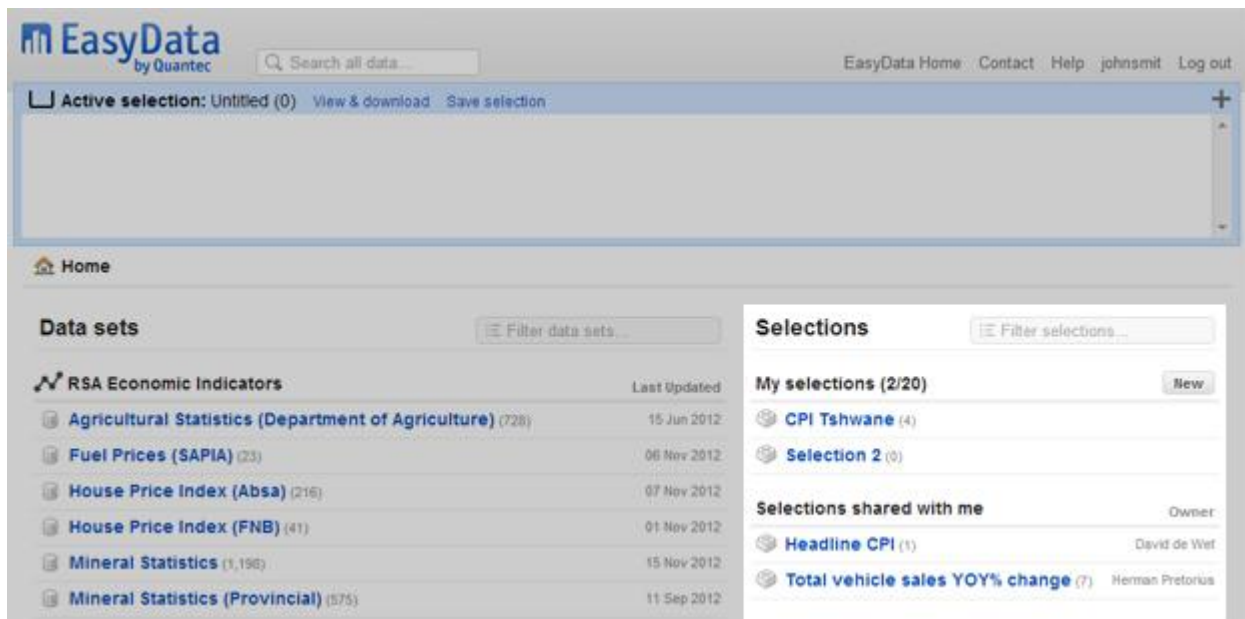 EasyData
by Quantec
Search all data...
EasyData Home Contact Help johnsmit Log out
Active selection: Untitled (0) View & download Save selection
Home
Data sets
Filter data sets...
RSA Economic Indicators
Last Updated
Agricultural Statistics (Department of Agriculture) (728)
15 Jun 2012
Fuel Prices (SAPIA) (23)
06 Nov 2012
House Price Index (Absa) (216)
07 Nov 2012
House Price Index (FNB) (41)
01 Nov 2012
Mineral Statistics (1,198)
15 Nov 2012
Mineral Statistics (Provincial) (575)
11 Sep 2012
Selections
Filter selections...
My selections (2/20)
New
CPI Tshwane (4)
Selection 2 (0)
Selections shared with me
Owner
Headline CPI (1)
David de Wet
Total vehicle sales YOY% change (7)
Herman Pretorius